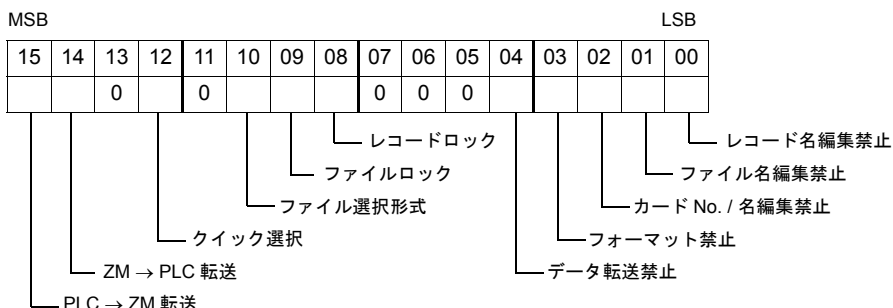 MSB LSB
15 14 13 12 11 10 09 08 07 06 05 04 03 02 01 00
0 0 0 0 0
レコードロック レコード名編集禁止
ファイルロック ファイル名編集禁止
ファイル選択形式 カード No. / 名編集禁止
クイック選択 フォーマット禁止
ZM → PLC 転送 データ転送禁止
PLC → ZM 転送